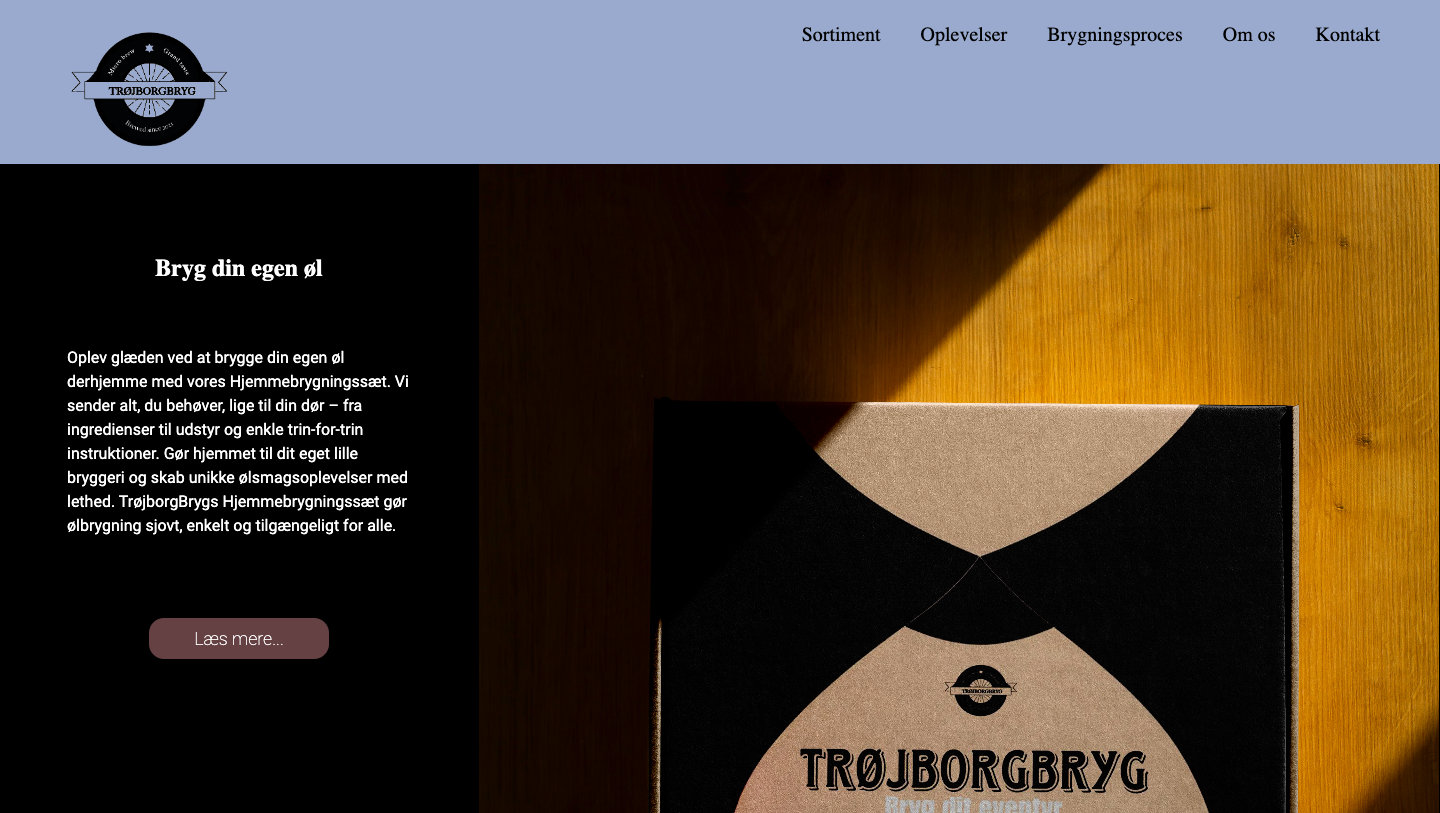 Micro brew
Grand taste
TRØJBORGBRYG
Brewed since 2021
Sortiment
Oplevelser
Brygningsproces
Om os
Kontakt
Bryg din egen øl
Oplev glæden ved at brygge din egen øl
derhjemme med vores Hjemmebrygningssæt. Vi
sender alt, du behøver, lige til din dør – fra
ingredienser til udstyr og enkle trin-for-trin
instruktioner. Gør hjemmet til dit eget lille
bryggeri og skab unikke ølsmagsoplevelser med
lethed. TrøjborgBrygs Hjemmebrygningssæt gør
ølbrygning sjovt, enkelt og tilgængeligt for alle.
Læs mere...
TRØJBORGBRYG
TRØJBORGBRYG
Bryg dit eventyr